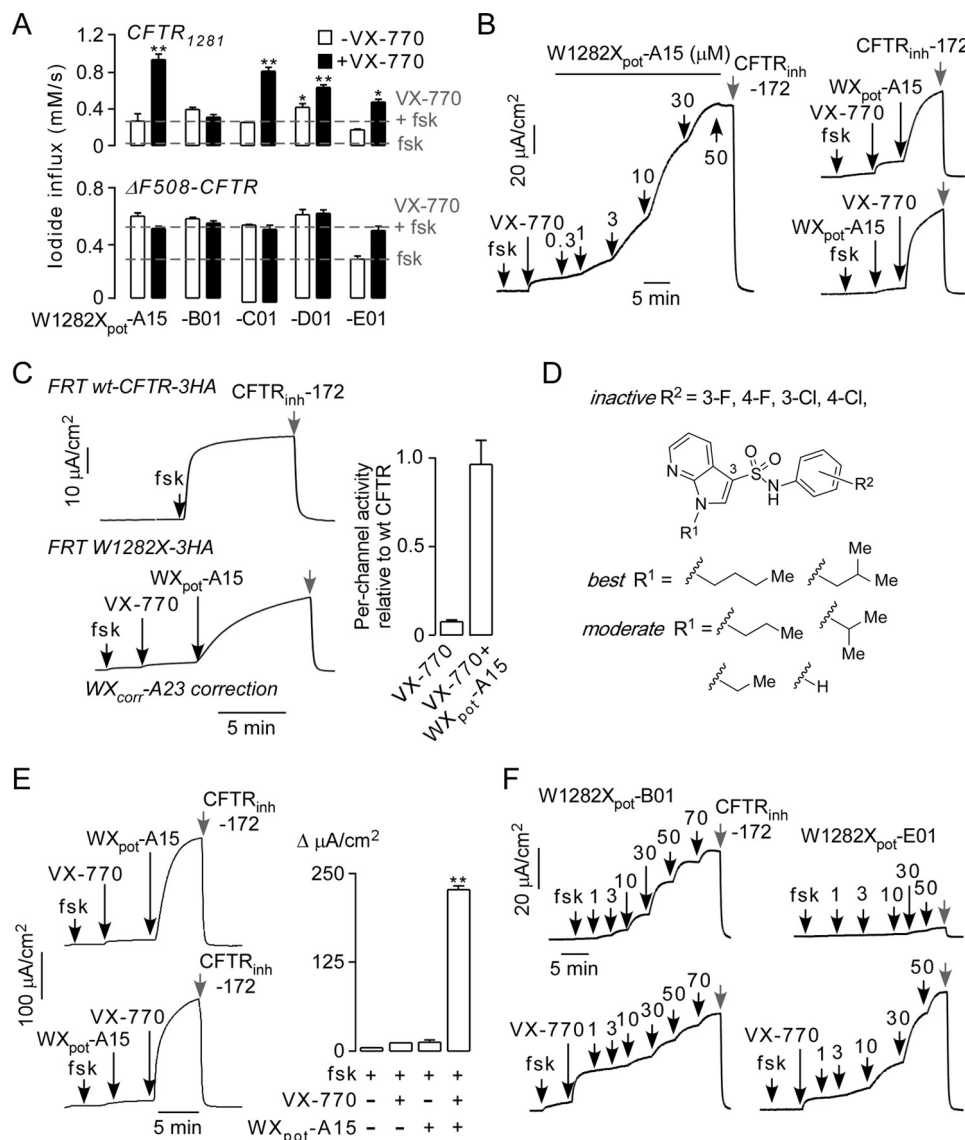 A
CFTR1281
-VX-770
+VX-770
Iodide influx (mM/s)
1.2
0.8
0.4
0
**
**
*
**
*
VX-770
+ fsk
fsk
ΔF508-CFTR
0.8
0.4
0
VX-770
+ fsk
fsk
W1282Xpot-A15 -B01 -C01 -D01 -E01
B
W1282Xpot-A15 (μM)
CFTRinh
-172
20 μA/cm2
fsk
VX-770
0.3
1
3
10
30
50
5 min
CFTRinh-172
WXpot-A15
VX-770
fsk
VX-770
WXpot-A15
fsk
C
FRT wt-CFTR-3HA
CFTRinh-172
10 μA/cm2
fsk
FRT W1282X-3HA
WXpot-A15
VX-770
fsk
WXcorr-A23 correction
5 min
Per-channel activity
relative to wt CFTR
1.0
0.5
0
VX-770
VX-770+
WXpot-A15
D
inactive R2 = 3-F, 4-F, 3-Cl, 4-Cl,
O O
3 S
N
N
N
H
R2
R1
best R1 =
Me
Me
Me
moderate R1 =
Me
Me
Me
Me
H
E
CFTRinh
-172
WXpot-A15
VX-770
fsk
100 μA/cm2
CFTRinh
-172
VX-770
WXpot-A15
fsk
5 min
Δ μA/cm2
250
125
0
**
fsk + + + +
VX-770 − + − +
WXpot-A15 − − + +
F
W1282Xpot-B01
CFTRinh
-172
20 μA/cm2
fsk 1 3 10 30 50 70
5 min
W1282Xpot-E01
fsk 1 3 10 30 50
VX-770 1 3 10 30 50 70
fsk
VX-770 1 3 10 30 50
fsk